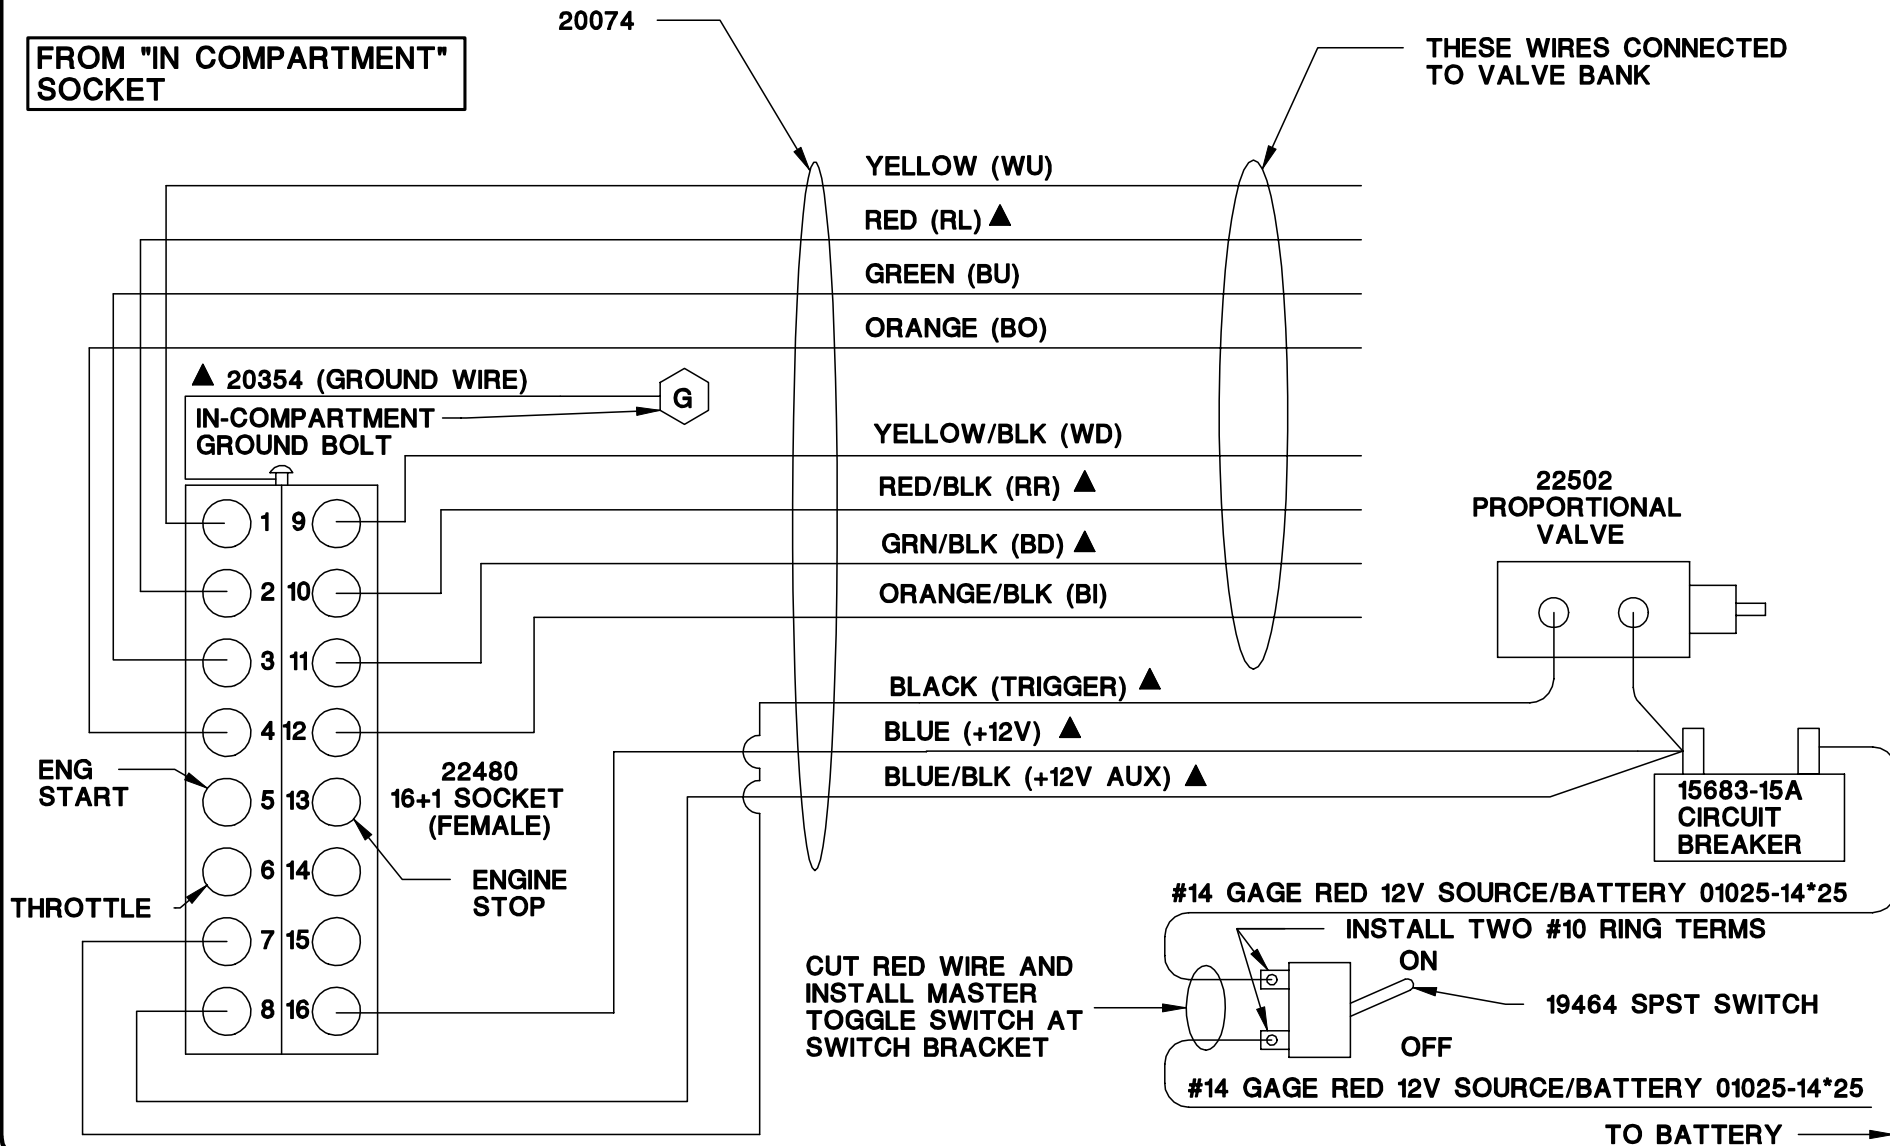 20074
FROM "IN COMPARTMENT"
SOCKET
THESE WIRES CONNECTED
TO VALVE BANK
YELLOW (WU)
RED (RL)
GREEN (BU)
ORANGE (BO)
20354 (GROUND WIRE)
G
IN-COMPARTMENT
GROUND BOLT
YELLOW/BLK (WD)
RED/BLK (RR)
GRN/BLK (BD)
ORANGE/BLK (BI)
22502
PROPORTIONAL
VALVE
1 9
2 10
3 11
4 12
5 13
6 14
7 15
8 16
BLACK (TRIGGER)
BLUE (+12V)
BLUE/BLK (+12V AUX)
ENG
START
22480
16+1 SOCKET
(FEMALE)
THROTTLE
ENGINE
STOP
15683-15A
CIRCUIT
BREAKER
#14 GAGE RED 12V SOURCE/BATTERY 01025-14*25
INSTALL TWO #10 RING TERMS
ON
CUT RED WIRE AND
INSTALL MASTER
TOGGLE SWITCH AT
SWITCH BRACKET
19464 SPST SWITCH
OFF
#14 GAGE RED 12V SOURCE/BATTERY 01025-14*25
TO BATTERY